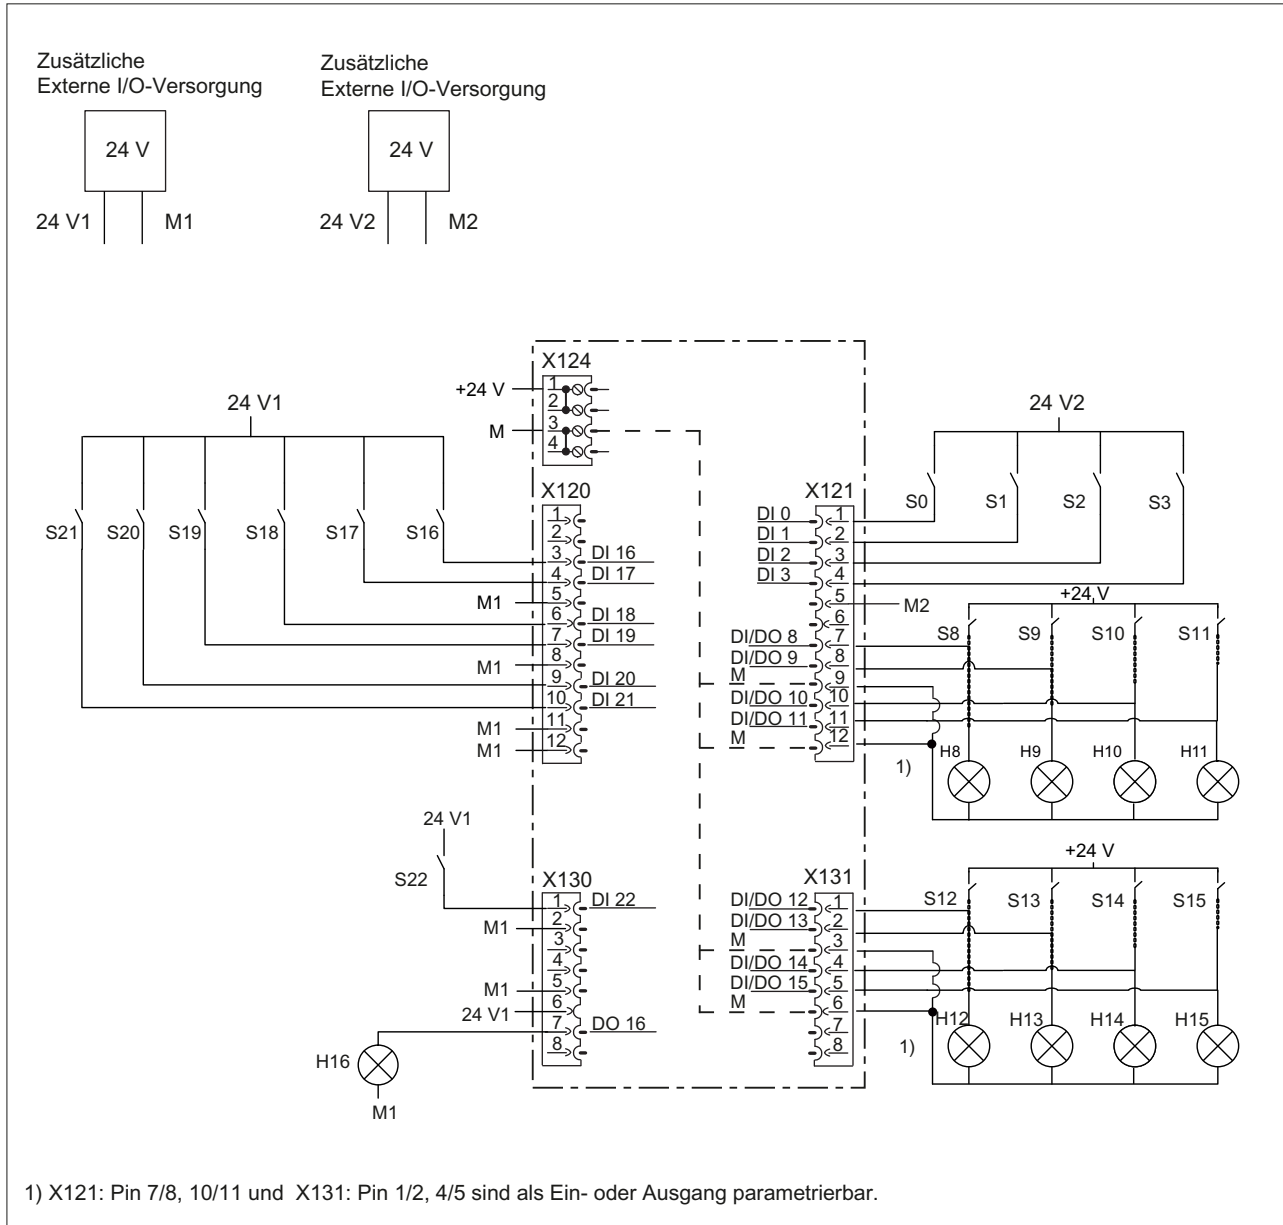 Zusätzliche
Externe I/O-Versorgung
24 V
24 V1
M1
Zusätzliche
Externe I/O-Versorgung
24 V
24 V2
M2
X124
+24 V
M
1
2
3
4
24 V1
S21
S20
S19
S18
S17
S16
X120
1
2
3 DI 16
4 DI 17
M1 5
6 DI 18
7 DI 19
M1 8
9 DI 20
10 DI 21
M1 11
M1 12
24 V2
S0
S1
S2
S3
X121
DI 0 1
DI 1 2
DI 2 3
DI 3 4
5 M2
6
DI/DO 8 7
DI/DO 9 8
M 9
DI/DO 10 10
DI/DO 11 11
M 12
+24 V
S8
S9
S10
S11
1)
H8
H9
H10
H11
24 V1
S22
X130
1 DI 22
M1 2
3
4
M1 5
24 V1 6
7 DO 16
8
H16
M1
X131
DI/DO 12 1
DI/DO 13 2
M 3
DI/DO 14 4
DI/DO 15 5
M 6
7
8
+24 V
S12
S13
S14
S15
1)
H12
H13
H14
H15
1) X121: Pin 7/8, 10/11 und X131: Pin 1/2, 4/5 sind als Ein- oder Ausgang parametrierbar.